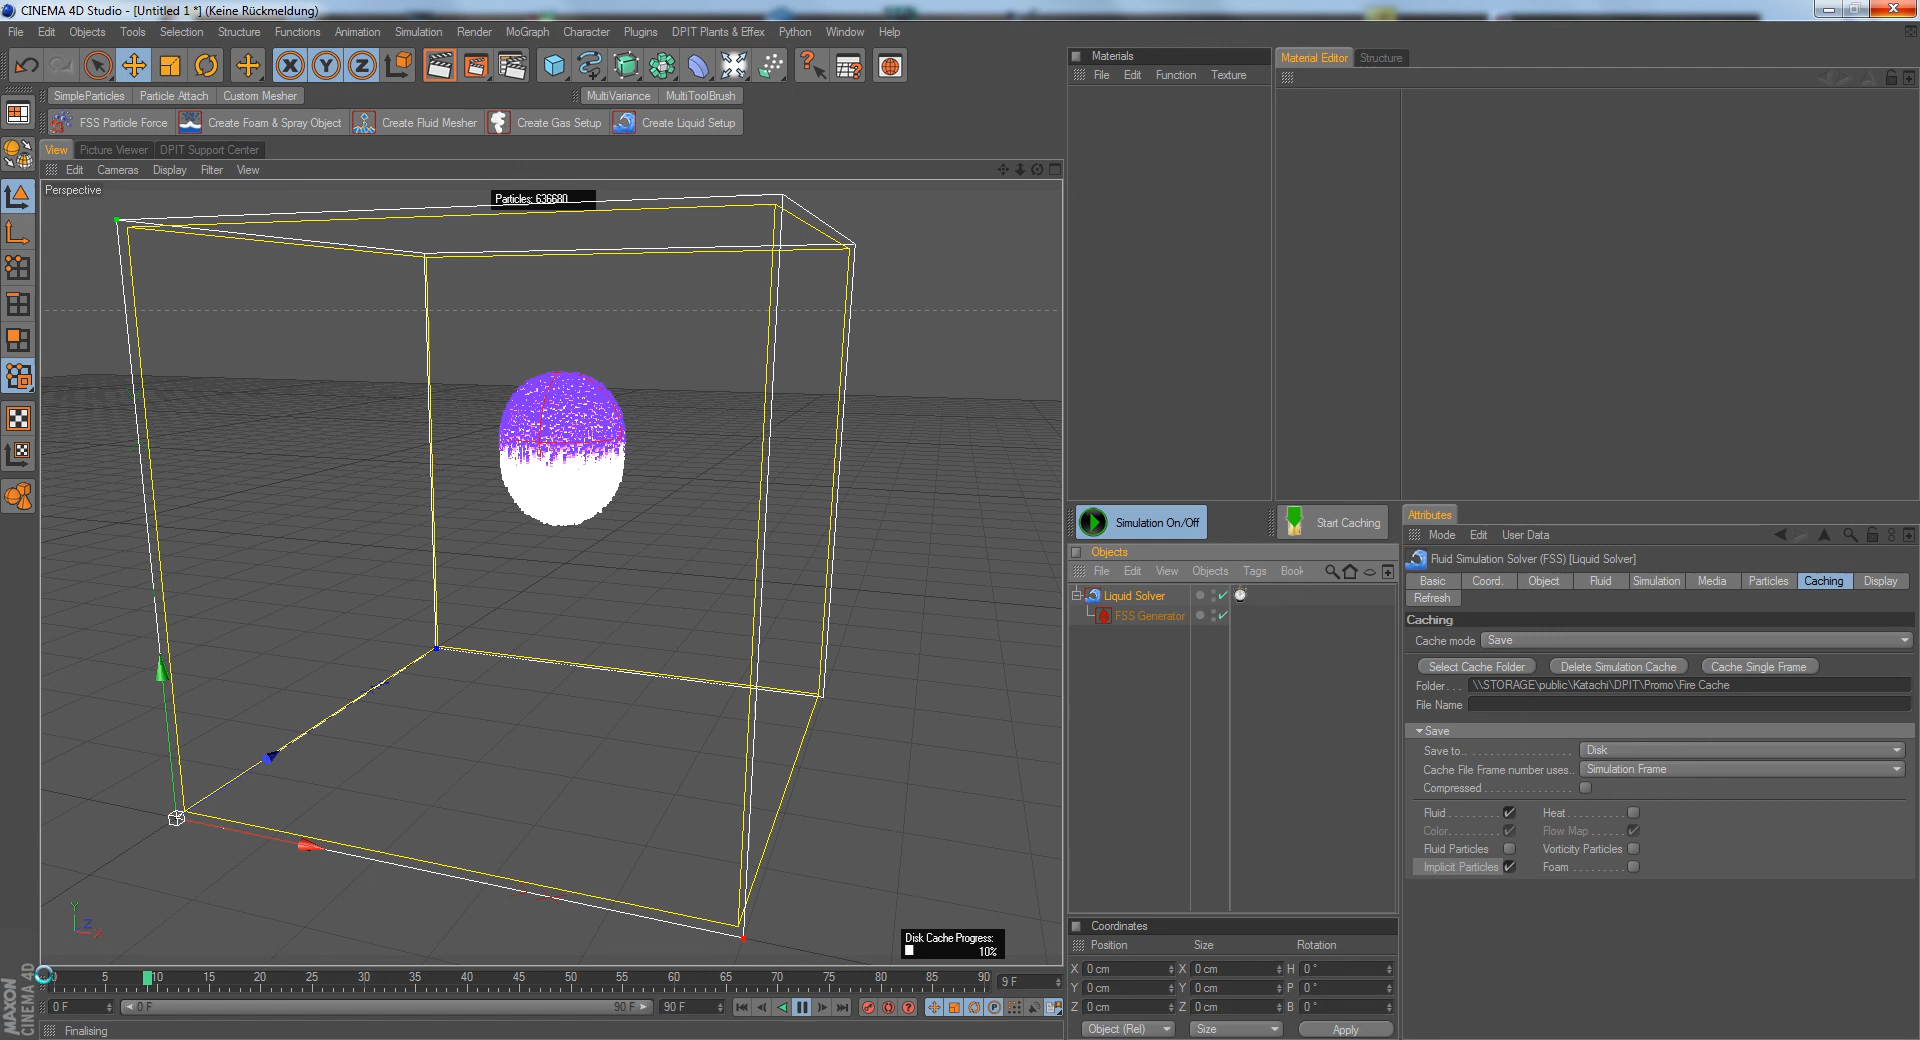 CINEMA 4D Studio - [Untitled 1 *] (Keine Rückmeldung)
File Edit Objects Tools Selection Structure Functions Animation Simulation Render MoGraph Character Plugins DPIT Plants & Effex Python Window Help
X Y Z
SimpleParticles Particle Attach Custom Mesher MultiVariance MultiToolBrush
FSS Particle Force Create Foam & Spray Object Create Fluid Mesher Create Gas Setup Create Liquid Setup
View Picture Viewer DPIT Support Center
Edit Cameras Display Filter View
Perspective
Particles: 636680
Y
Z
X
Disk Cache Progress:
10%
0 5 10 15 20 25 30 35 40 45 50 55 60 65 70 75 80 85 90 9 F
0 F 0 F 90 F 90 F
Finalising
MAXON
CINEMA 4D
Materials
File Edit Function Texture
Material Editor Structure
Simulation On/Off Start Caching
Objects
File Edit View Objects Tags Book
Liquid Solver
FSS Generator
Coordinates
Position Size Rotation
X 0 cm X 0 cm H 0 °
Y 0 cm Y 0 cm P 0 °
Z 0 cm Z 0 cm B 0 °
Object (Rel) Size Apply
Attributes
Mode Edit User Data
Fluid Simulation Solver (FSS) [Liquid Solver]
Basic Coord. Object Fluid Simulation Media Particles Caching Display
Refresh
Caching
Cache mode Save
Select Cache Folder Delete Simulation Cache Cache Single Frame
Folder . . . \\STORAGE\public\Katachi\DPIT\Promo\Fire Cache
File Name
Save
Save to.. . . . . . . . . . . . . . . . . Disk
Cache File Frame number uses.. Simulation Frame
Compressed . . . . . . . . . . . . . .
Fluid. . . . . . . . Heat . . . . . . . . . .
Color. . . . . . . . Flow Map . . . . . .
Fluid Particles Vorticity Particles
Implicit Particles Foam . . . . . . . . .